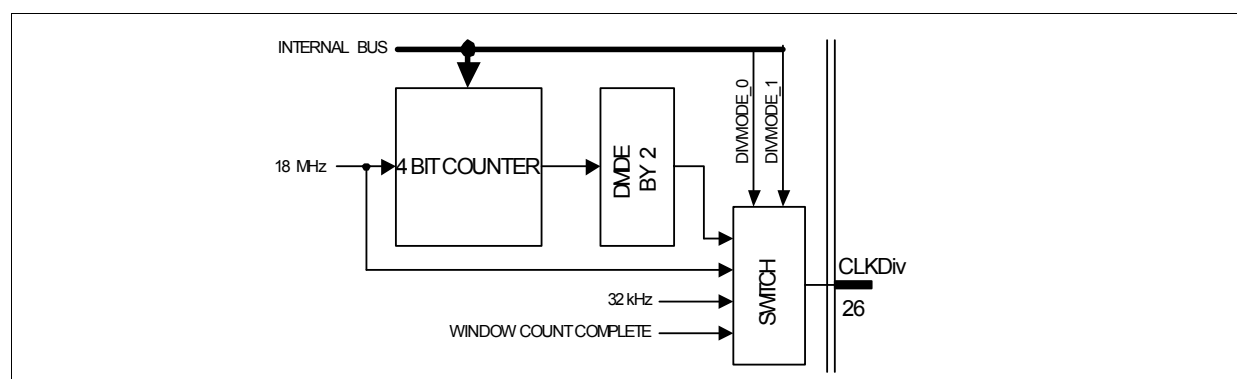 INTERNAL BUS
DIVMODE_0
DIVMODE_1
18 MHz
4 BIT COUNTER
DIVIDE
BY 2
SWITCH
CLKDiv
26
32 kHz
WINDOW COUNT COMPLETE